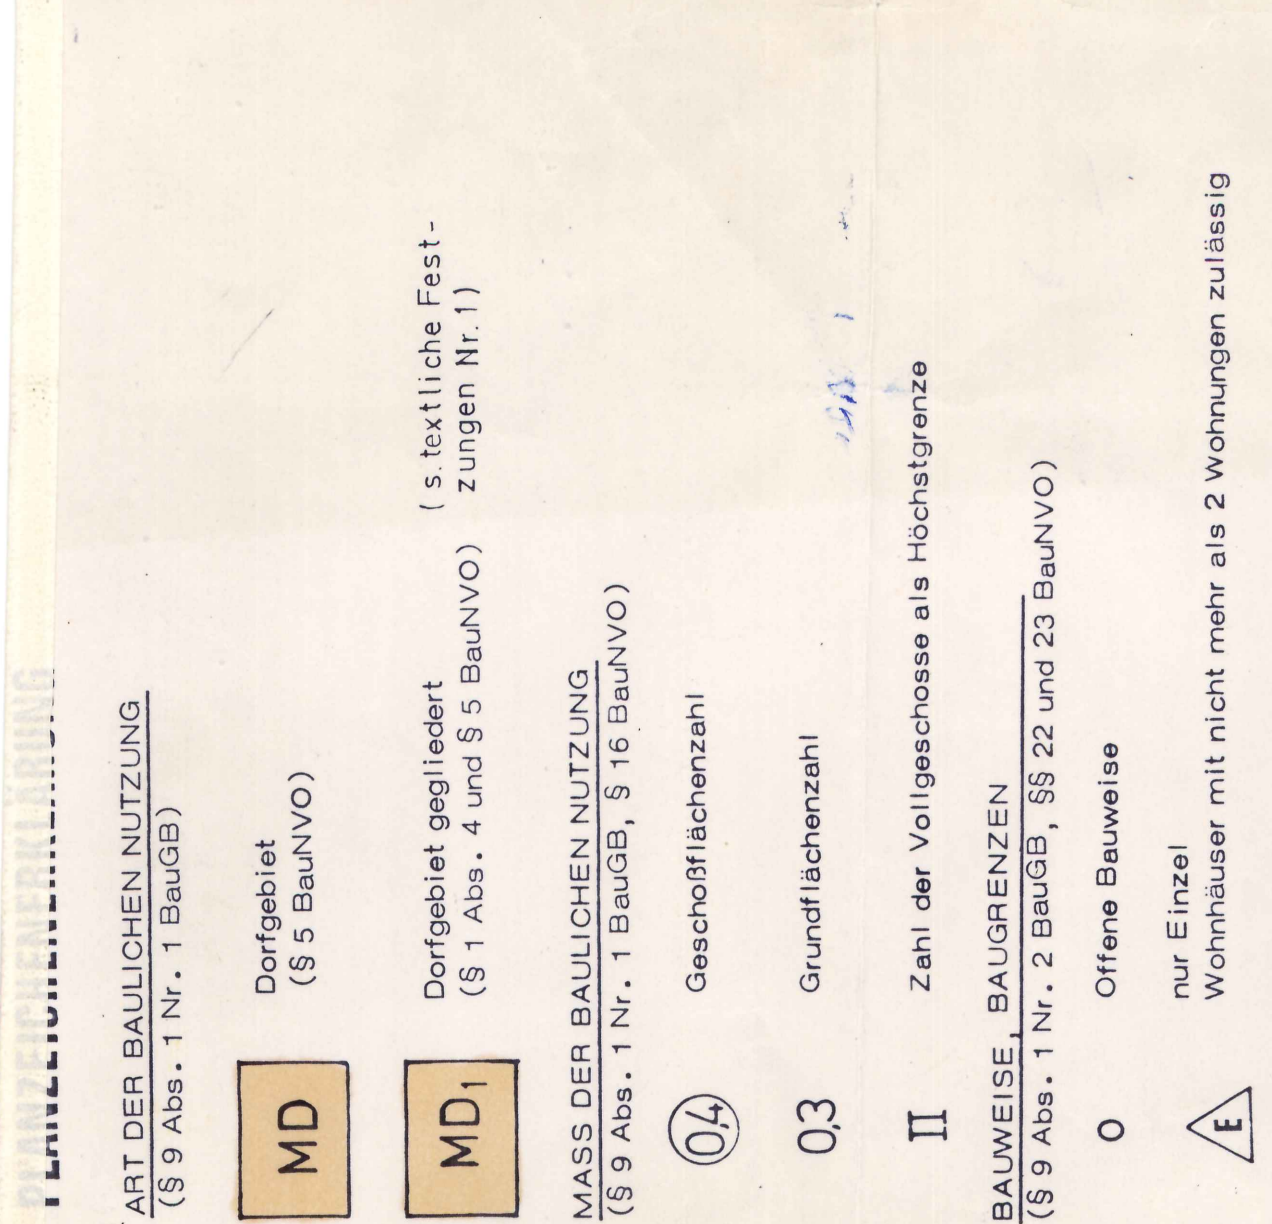 PLANZEICHENERKLÄRUNG
ART DER BAULICHEN NUTZUNG
(§ 9 Abs. 1 Nr. 1 BauGB)
MD Dorfgebiet
(§ 5 BauNVO)
MD1 Dorfgebiet gegliedert ( s. textliche Fest-
(§ 1 Abs. 4 und § 5 BauNVO) zungen Nr. 1 )
MASS DER BAULICHEN NUTZUNG
(§ 9 Abs. 1 Nr. 1 BauGB, § 16 BauNVO)
0,4 Geschoßflächenzahl
0,3 Grundflächenzahl
II Zahl der Vollgeschosse als Höchstgrenze
BAUWEISE, BAUGRENZEN
(§ 9 Abs. 1 Nr. 2 BauGB, §§ 22 und 23 BauNVO)
O Offene Bauweise
nur Einzel
E Wohnhäuser mit nicht mehr als 2 Wohnungen zulässig